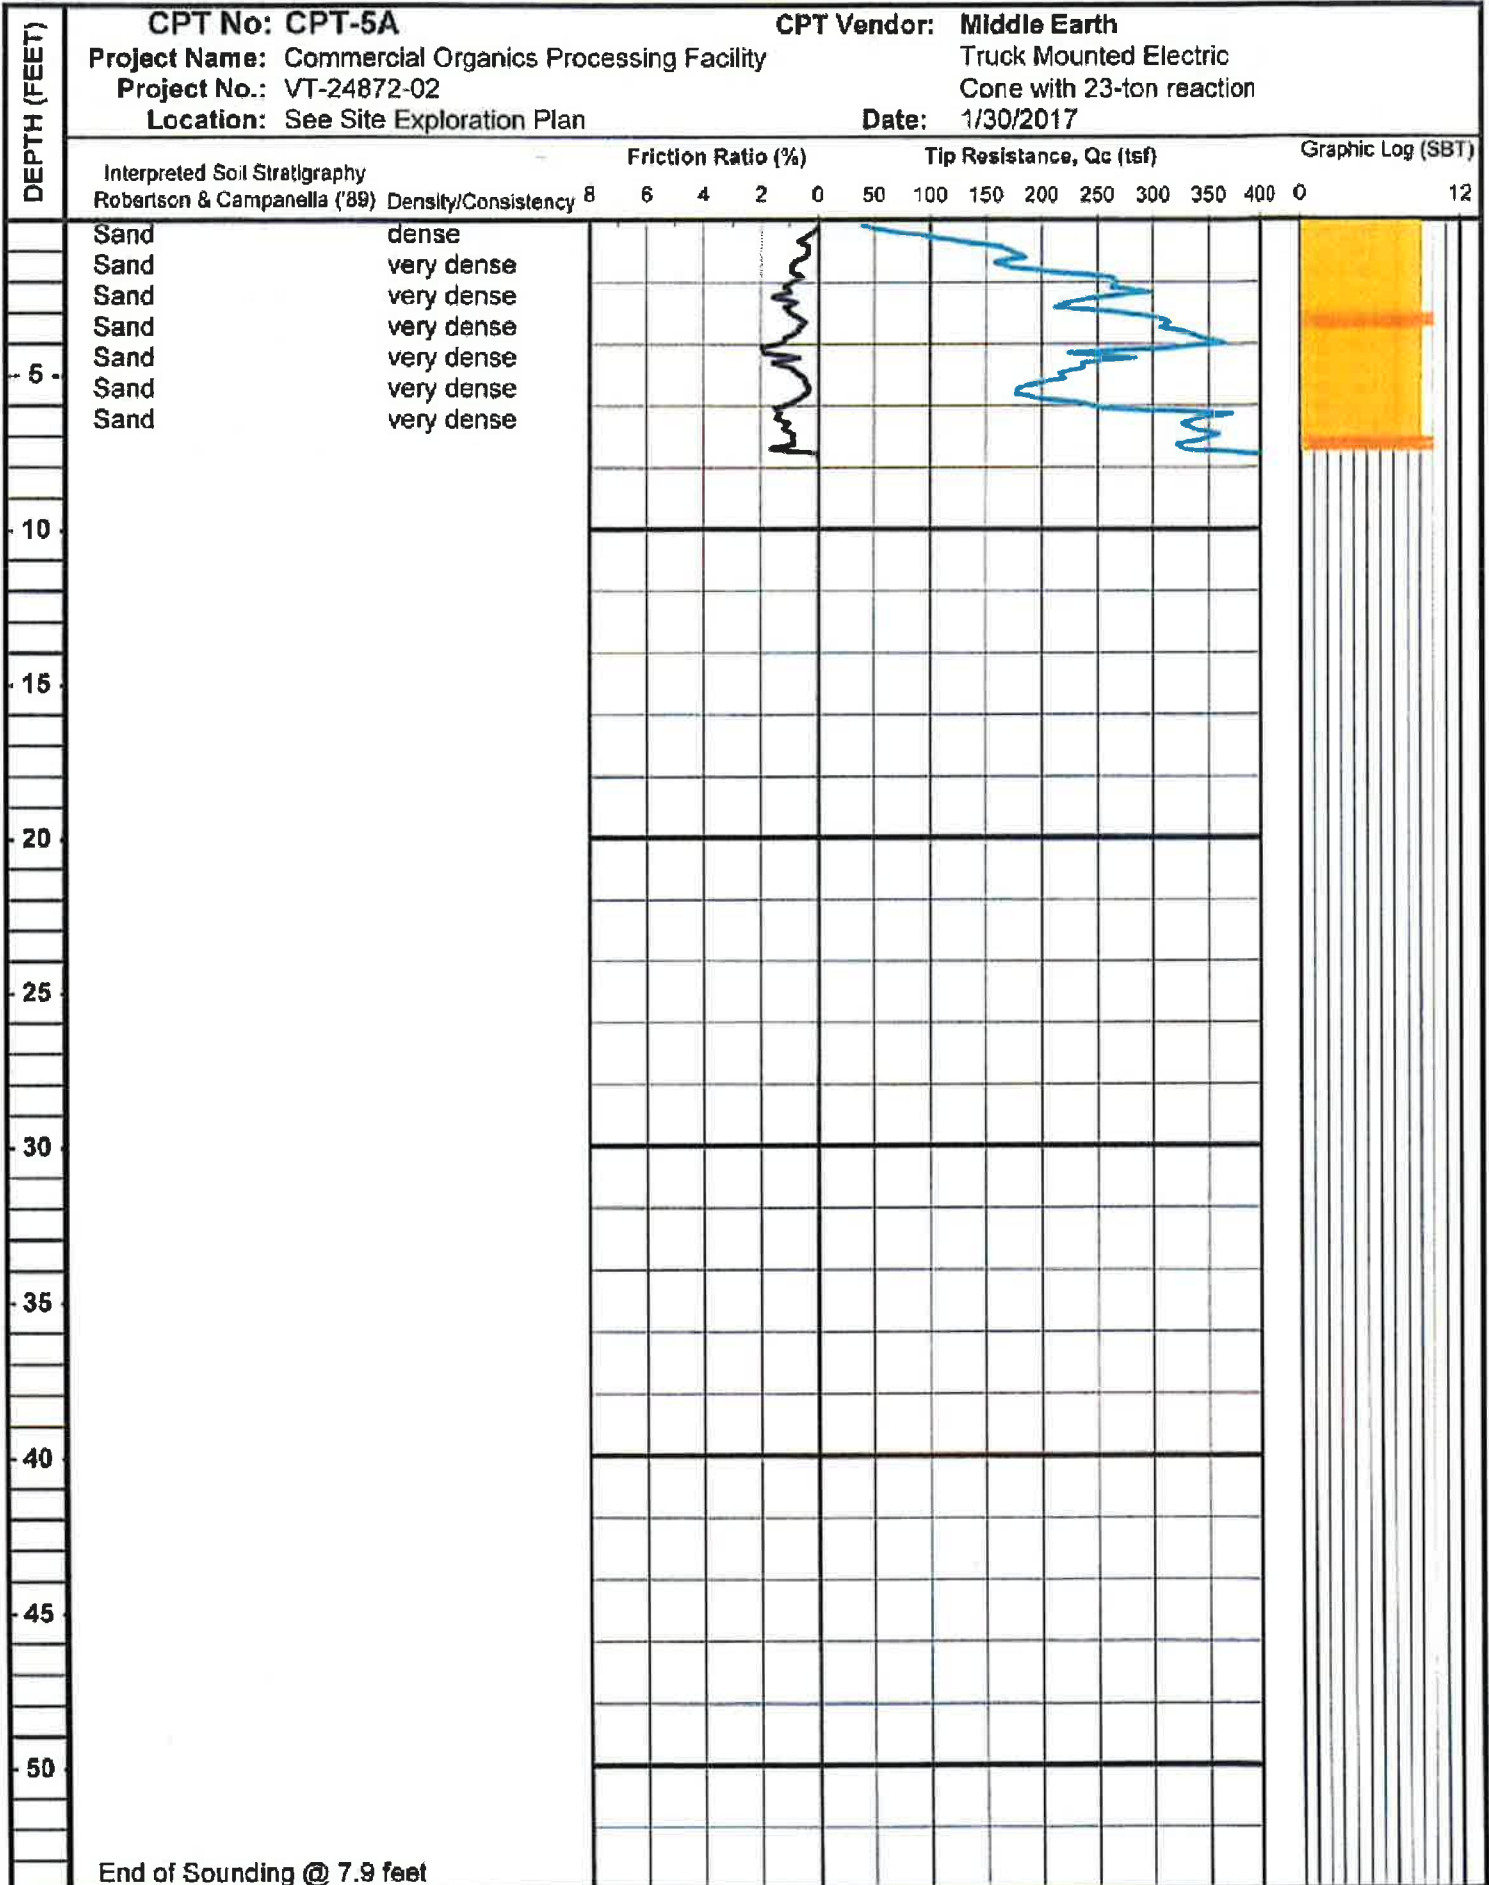 CPT No: CPT-5A CPT Vendor: Middle Earth
Project Name: Commercial Organics Processing Facility Truck Mounted Electric
Project No.: VT-24872-02 Cone with 23-ton reaction
Location: See Site Exploration Plan Date: 1/30/2017
DEPTH (FEET)
Interpreted Soil Stratigraphy Friction Ratio (%) Tip Resistance, Qc (tsf) Graphic Log (SBT)
Robertson & Campanella ('89) Density/Consistency 8 6 4 2 0 50 100 150 200 250 300 350 400 0 12
Sand dense
Sand very dense
Sand very dense
Sand very dense
Sand very dense
5
Sand very dense
Sand very dense
10
15
20
25
30
35
40
45
50
End of Sounding @ 7.9 feet